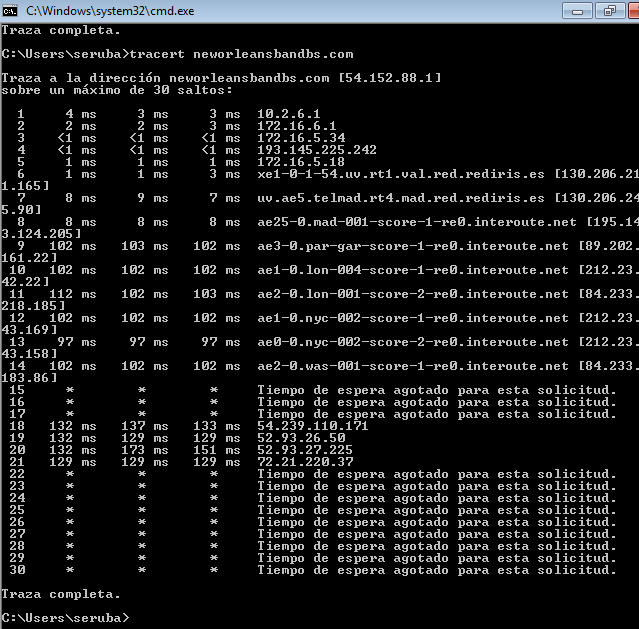 C:\Windows\system32\cmd.exe
Traza completa.
C:\Users\seruba>tracert neworleansbandbs.com
Traza a la dirección neworleansbandbs.com [54.152.88.1]
sobre un máximo de 30 saltos:
1 4 ms 3 ms 3 ms 10.2.6.1
2 2 ms 2 ms 3 ms 172.16.6.1
3 <1 ms <1 ms <1 ms 172.16.5.34
4 <1 ms <1 ms <1 ms 193.145.225.242
5 1 ms 1 ms 1 ms 172.16.5.18
6 1 ms 1 ms 3 ms xe1-0-1-54.uv.rt1.val.red.rediris.es [130.206.21
1.165]
7 8 ms 9 ms 7 ms uv.ae5.telmad.rt4.mad.red.rediris.es [130.206.24
5.90]
8 8 ms 8 ms 8 ms ae25-0.mad-001-score-1-re0.interoute.net [195.14
3.124.205]
9 102 ms 103 ms 102 ms ae3-0.par-gar-score-1-re0.interoute.net [89.202.
161.22]
10 102 ms 102 ms 102 ms ae1-0.lon-004-score-1-re0.interoute.net [212.23.
42.22]
11 112 ms 102 ms 103 ms ae2-0.lon-001-score-2-re0.interoute.net [84.233.
218.185]
12 102 ms 102 ms 102 ms ae1-0.nyc-002-score-1-re0.interoute.net [212.23.
43.169]
13 97 ms 97 ms 97 ms ae0-0.nyc-002-score-2-re0.interoute.net [212.23.
43.158]
14 102 ms 102 ms 102 ms ae2-0.was-001-score-1-re0.interoute.net [84.233.
183.86]
15 * * * Tiempo de espera agotado para esta solicitud.
16 * * * Tiempo de espera agotado para esta solicitud.
17 * * * Tiempo de espera agotado para esta solicitud.
18 132 ms 137 ms 133 ms 54.239.110.171
19 132 ms 129 ms 129 ms 52.93.26.50
20 132 ms 173 ms 151 ms 52.93.27.225
21 129 ms 129 ms 129 ms 72.21.220.37
22 * * * Tiempo de espera agotado para esta solicitud.
23 * * * Tiempo de espera agotado para esta solicitud.
24 * * * Tiempo de espera agotado para esta solicitud.
25 * * * Tiempo de espera agotado para esta solicitud.
26 * * * Tiempo de espera agotado para esta solicitud.
27 * * * Tiempo de espera agotado para esta solicitud.
28 * * * Tiempo de espera agotado para esta solicitud.
29 * * * Tiempo de espera agotado para esta solicitud.
30 * * * Tiempo de espera agotado para esta solicitud.
Traza completa.
C:\Users\seruba>